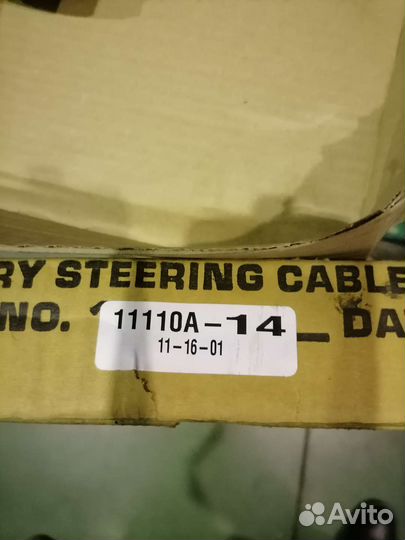 RY STEERING CABLE
NO. 11110A-14 DA
11-16-01
Avito